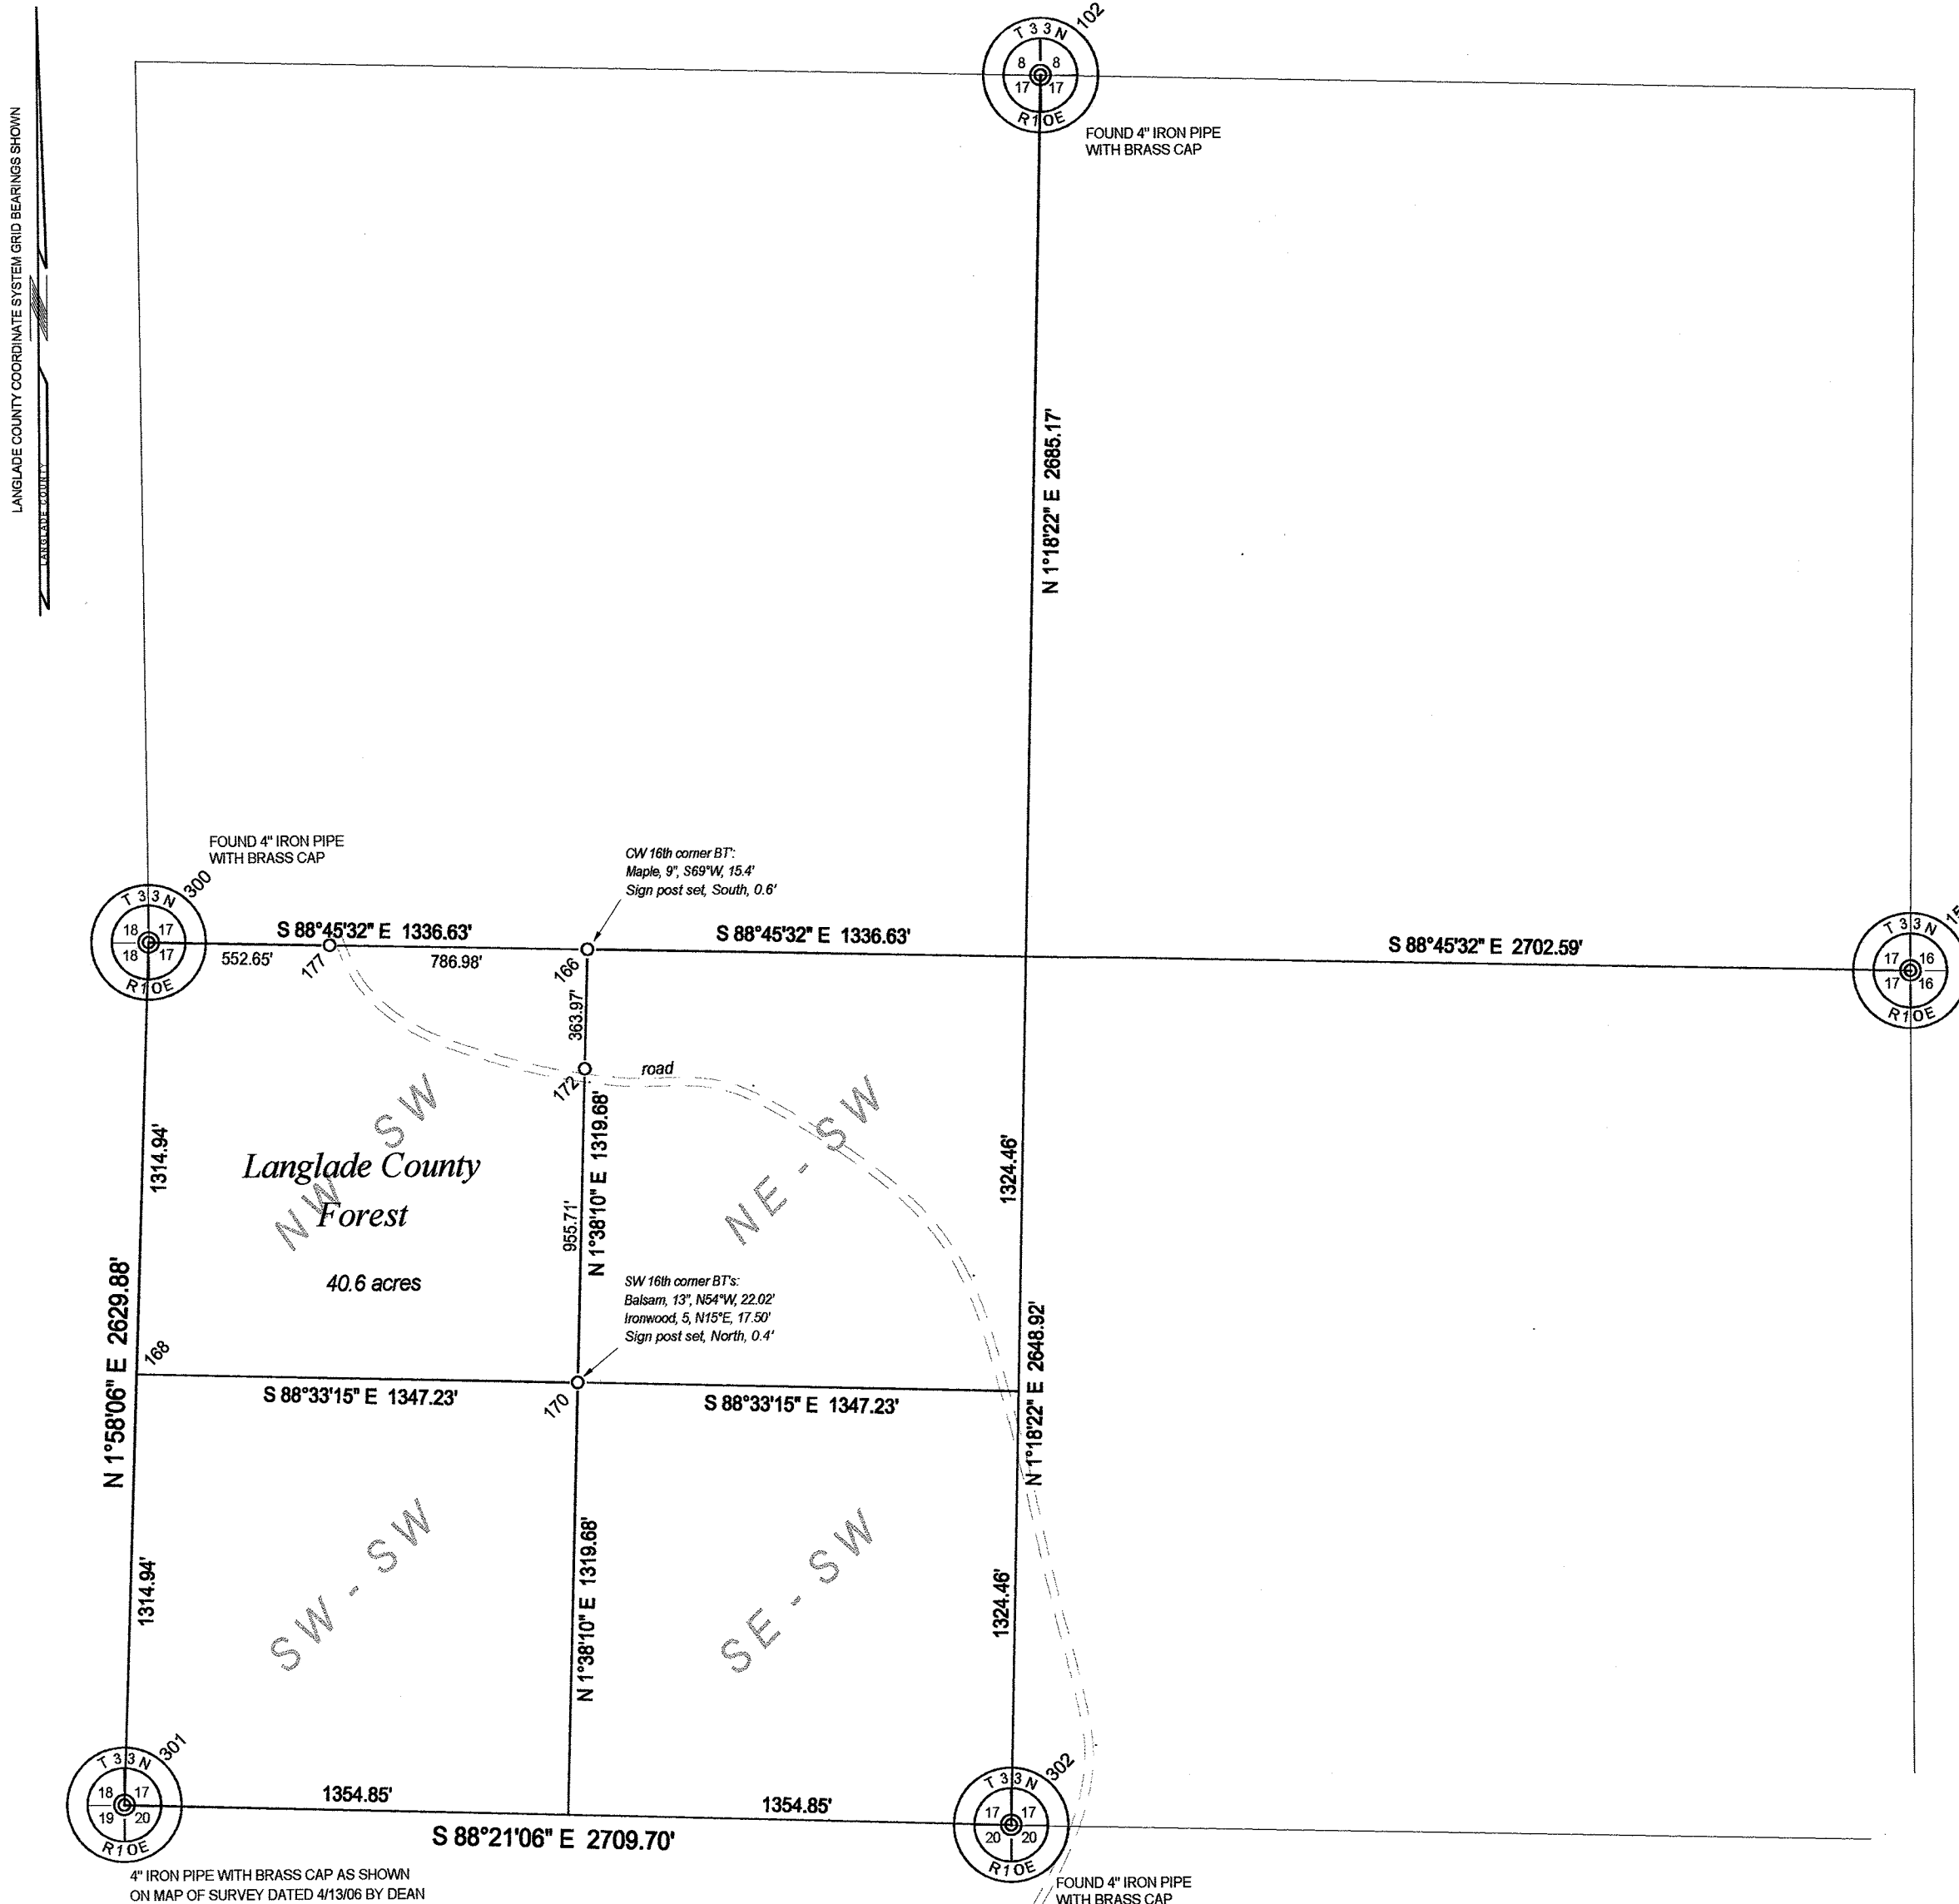 LANGLADE COUNTY COORDINATE SYSTEM GRID BEARINGS SHOWN
LANGLADE COUNTY
T 33 N
102
8 8
17 17
R10E
FOUND 4" IRON PIPE
WITH BRASS CAP
N 1°18'22" E 2685.17'
FOUND 4" IRON PIPE
WITH BRASS CAP
T 33 N
300
18 17
18 17
R10E
CW 16th corner BT':
Maple, 9", S69°W, 15.4'
Sign post set, South, 0.6'
S 88°45'32" E 1336.63'
552.65'
177
786.98'
166
S 88°45'32" E 1336.63'
S 88°45'32" E 2702.59'
T 33 N
15
17 16
17 16
R10E
363.97'
172
road
1314.94'
NW - SW
Langlade County
Forest
40.6 acres
955.71'
N 1°38'10" E 1319.68'
NE - SW
1324.46'
SW 16th corner BT's:
Balsam, 13", N54°W, 22.02'
Ironwood, 5, N15°E, 17.50'
Sign post set, North, 0.4'
N 1°58'06" E 2629.88'
168
S 88°33'15" E 1347.23'
170
S 88°33'15" E 1347.23'
N 1°18'22" E 2648.92'
SW - SW
1314.94'
N 1°38'10" E 1319.68'
SE - SW
1324.46'
T 33 N
301
18 17
19 20
R10E
1354.85'
1354.85'
S 88°21'06" E 2709.70'
T 33 N
302
17 17
20 20
R10E
4" IRON PIPE WITH BRASS CAP AS SHOWN
ON MAP OF SURVEY DATED 4/13/06 BY DEAN
FOUND 4" IRON PIPE
WITH BRASS CAP